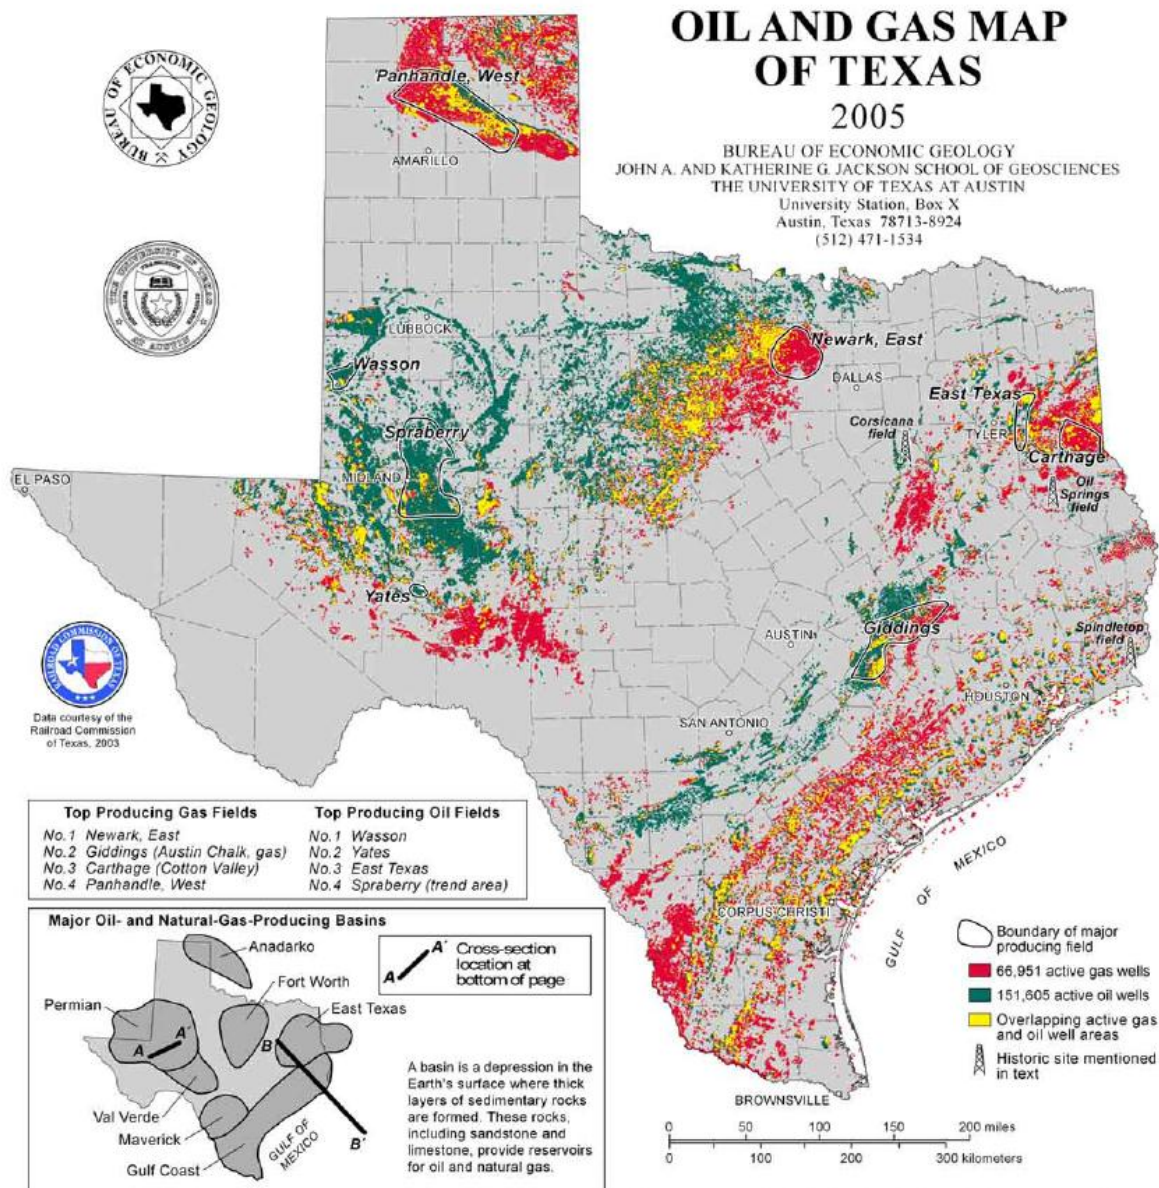 OIL AND GAS MAP
OF TEXAS
2005
BUREAU OF ECONOMIC GEOLOGY
JOHN A. AND KATHERINE G. JACKSON SCHOOL OF GEOSCIENCES
THE UNIVERSITY OF TEXAS AT AUSTIN
University Station, Box X
Austin, Texas 78713-8924
(512) 471-1534
BUREAU OF ECONOMIC GEOLOGY
THE UNIVERSITY OF TEXAS
AT AUSTIN
Panhandle, West
AMARILLO
LUBBOCK
Wasson
Newark, East
DALLAS
East Texas
Spraberry
Corsicana
field
TYLER
Carthage
MIDLAND
EL PASO
Oil
Springs
field
Yates
AUSTIN
Giddings
Spindletop
field
HOUSTON
SAN ANTONIO
RAILROAD COMMISSION OF TEXAS
Data courtesy of the
Railroad Commission
of Texas, 2003
CORPUS CHRISTI
GULF OF MEXICO
BROWNSVILLE
Top Producing Gas Fields
No.1 Newark, East
No.2 Giddings (Austin Chalk, gas)
No.3 Carthage (Cotton Valley)
No.4 Panhandle, West
Top Producing Oil Fields
No.1 Wasson
No.2 Yates
No.3 East Texas
No.4 Spraberry (trend area)
Major Oil- and Natural-Gas-Producing Basins
Anadarko
Fort Worth
Permian
East Texas
A A'
B
Val Verde
Maverick
B'
Gulf Coast
GULF OF
MEXICO
A A' Cross-section
location at
bottom of page
A basin is a depression in the
Earth's surface where thick
layers of sedimentary rocks
are formed. These rocks,
including sandstone and
limestone, provide reservoirs
for oil and natural gas.
Boundary of major
producing field
66,951 active gas wells
151,605 active oil wells
Overlapping active gas
and oil well areas
Historic site mentioned
in text
0 50 100 150 200 miles
0 100 200 300 kilometers